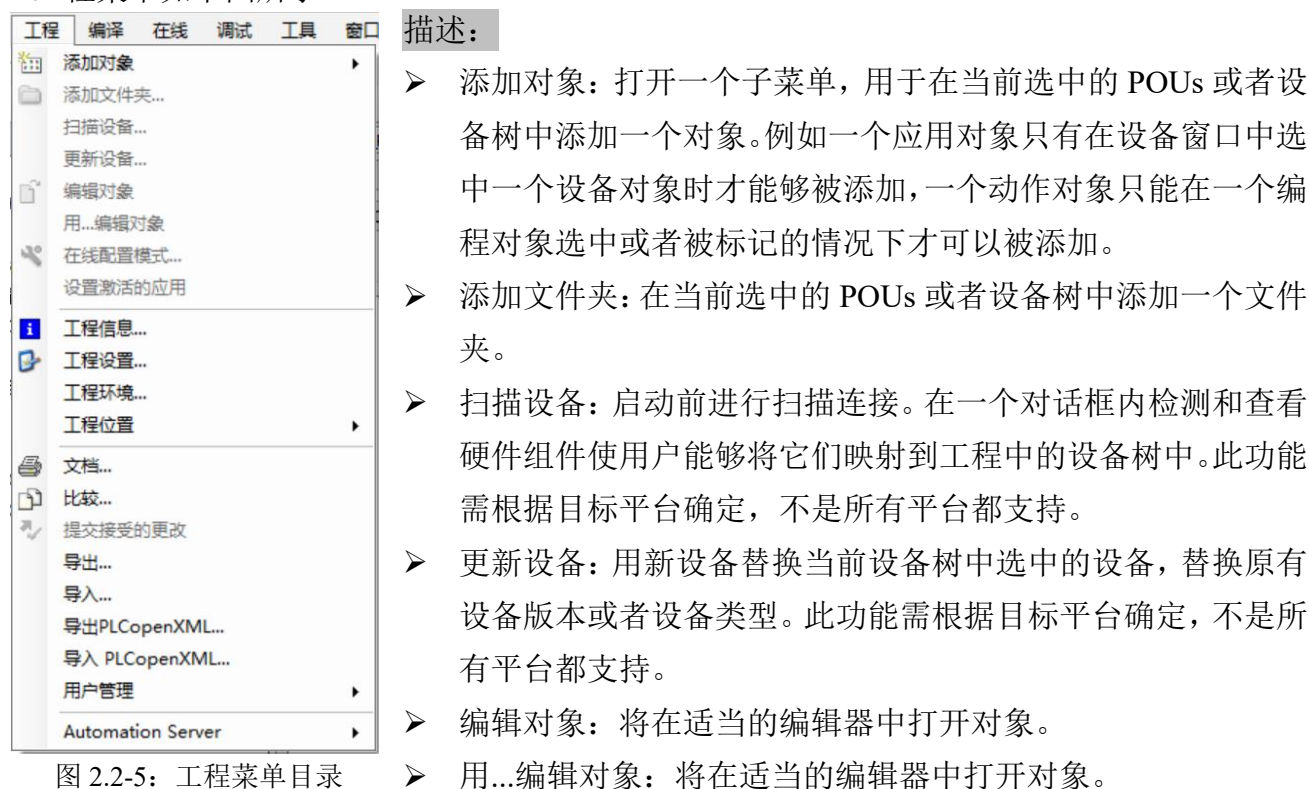 工程 编译 在线 调试 工具 窗口
添加对象
添加文件夹...
扫描设备...
更新设备...
编辑对象
用...编辑对象
在线配置模式...
设置激活的应用
工程信息...
工程设置...
工程环境...
工程位置
文档...
比较...
提交接受的更改
导出...
导入...
导出PLCopenXML...
导入 PLCopenXML...
用户管理
Automation Server
图 2.2-5：工程菜单目录
描述：
➢ 添加对象：打开一个子菜单，用于在当前选中的 POUs 或者设
备树中添加一个对象。例如一个应用对象只有在设备窗口中选
中一个设备对象时才能够被添加，一个动作对象只能在一个编
程对象选中或者被标记的情况下才可以被添加。
➢ 添加文件夹：在当前选中的 POUs 或者设备树中添加一个文件
夹。
➢ 扫描设备：启动前进行扫描连接。在一个对话框内检测和查看
硬件组件使用户能够将它们映射到工程中的设备树中。此功能
需根据目标平台确定，不是所有平台都支持。
➢ 更新设备：用新设备替换当前设备树中选中的设备，替换原有
设备版本或者设备类型。此功能需根据目标平台确定，不是所
有平台都支持。
➢ 编辑对象：将在适当的编辑器中打开对象。
➢ 用...编辑对象：将在适当的编辑器中打开对象。